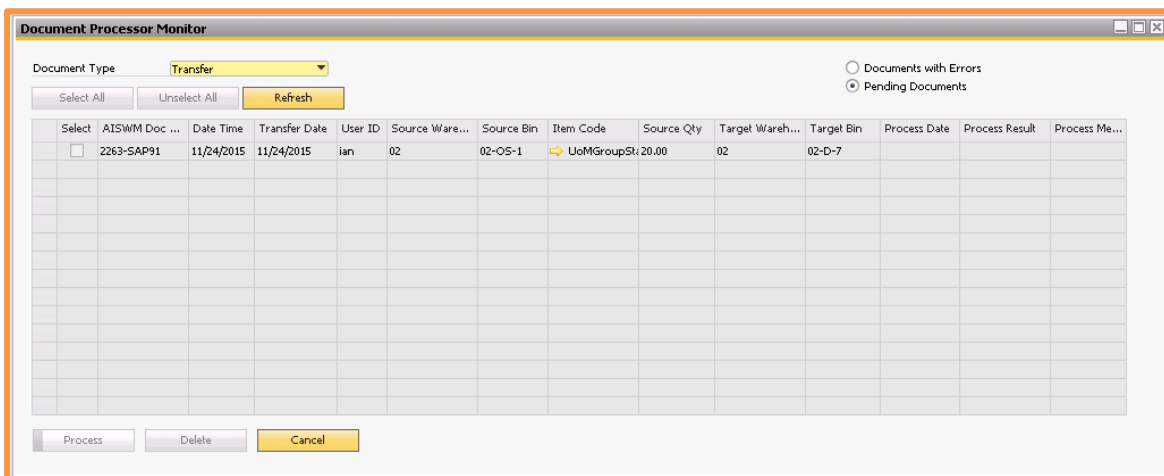 Document Processor Monitor
Document Type Transfer Documents with Errors
Select All Unselect All Refresh Pending Documents
Select AISWM Doc ... Date Time Transfer Date User ID Source Ware... Source Bin Item Code Source Qty Target Wareh... Target Bin Process Date Process Result Process Me...
2263-SAP91 11/24/2015 11/24/2015 ian 02 02-OS-1 UoMGroupSta 20.00 02 02-D-7
Process Delete Cancel